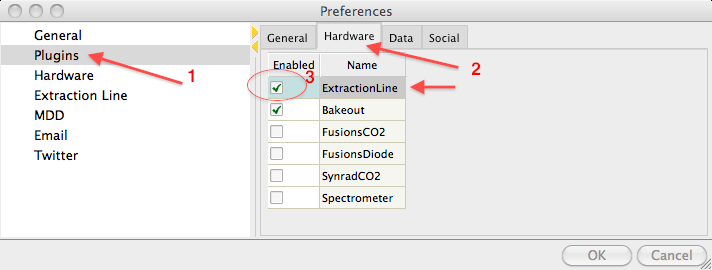 Preferences
General
Plugins
Hardware
Extraction Line
MDD
Email
Twitter
1
General Hardware Data Social
2
Enabled Name
3
ExtractionLine
Bakeout
FusionsCO2
FusionsDiode
SynradCO2
Spectrometer
OK Cancel